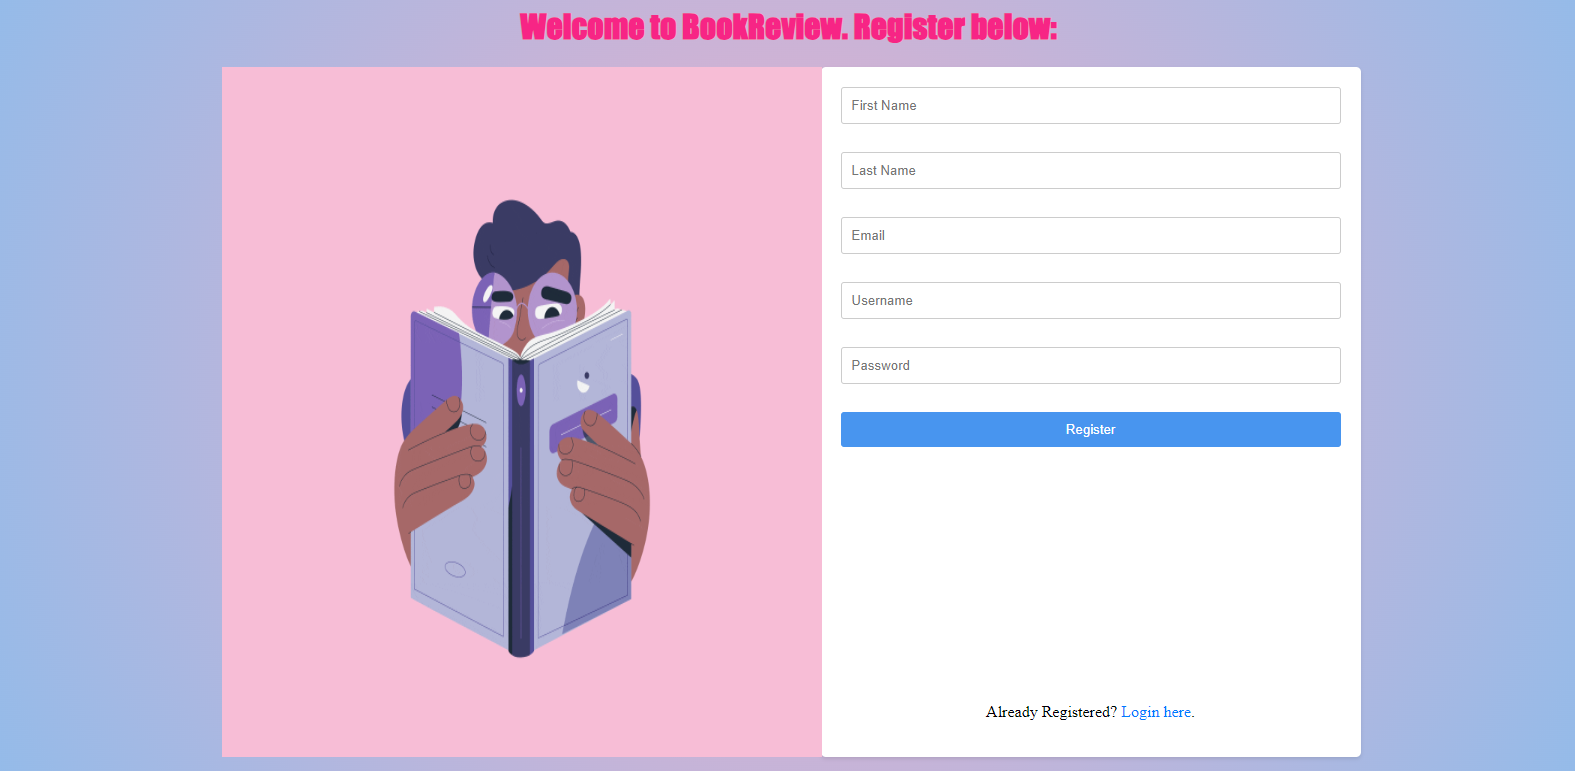 Welcome to BookReview. Register below:
First Name
Last Name
Email
Username
Password
Register
Already Registered? Login here.